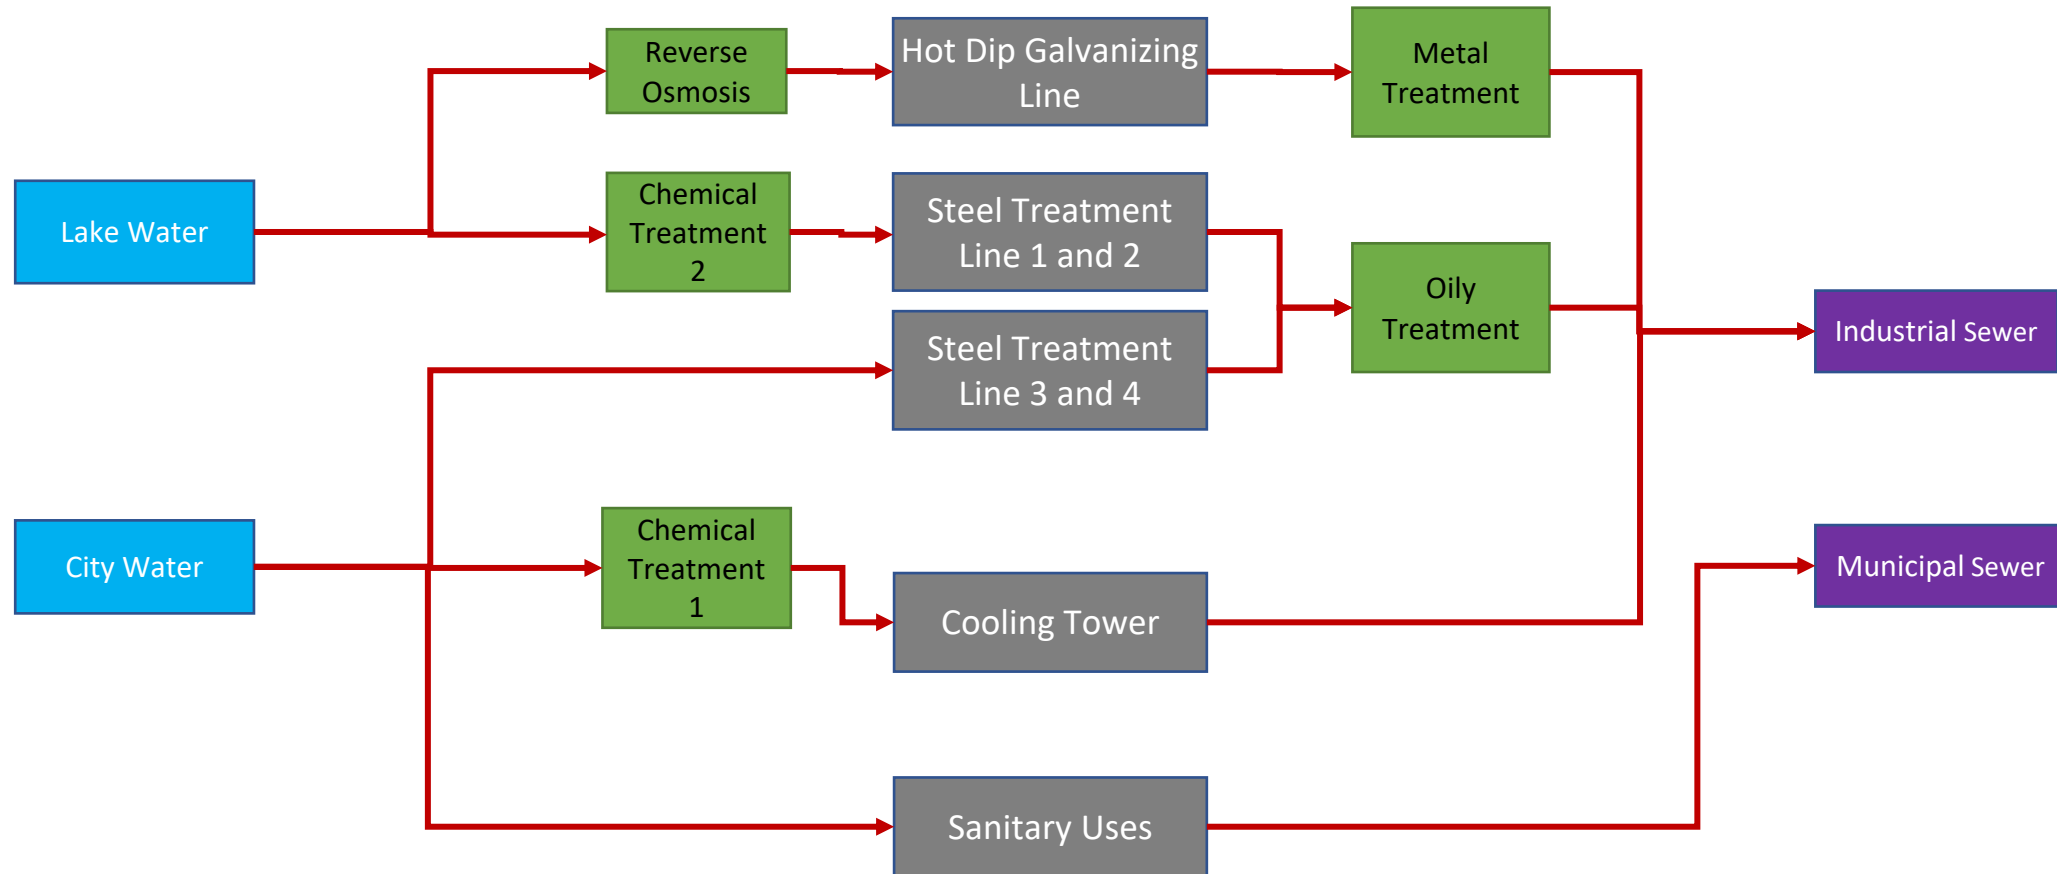 Reverse
Osmosis
Hot Dip Galvanizing
Line
Metal
Treatment
Lake Water
Chemical
Treatment
2
Steel Treatment
Line 1 and 2
Oily
Treatment
Steel Treatment
Line 3 and 4
Industrial Sewer
City Water
Chemical
Treatment
1
Cooling Tower
Municipal Sewer
Sanitary Uses